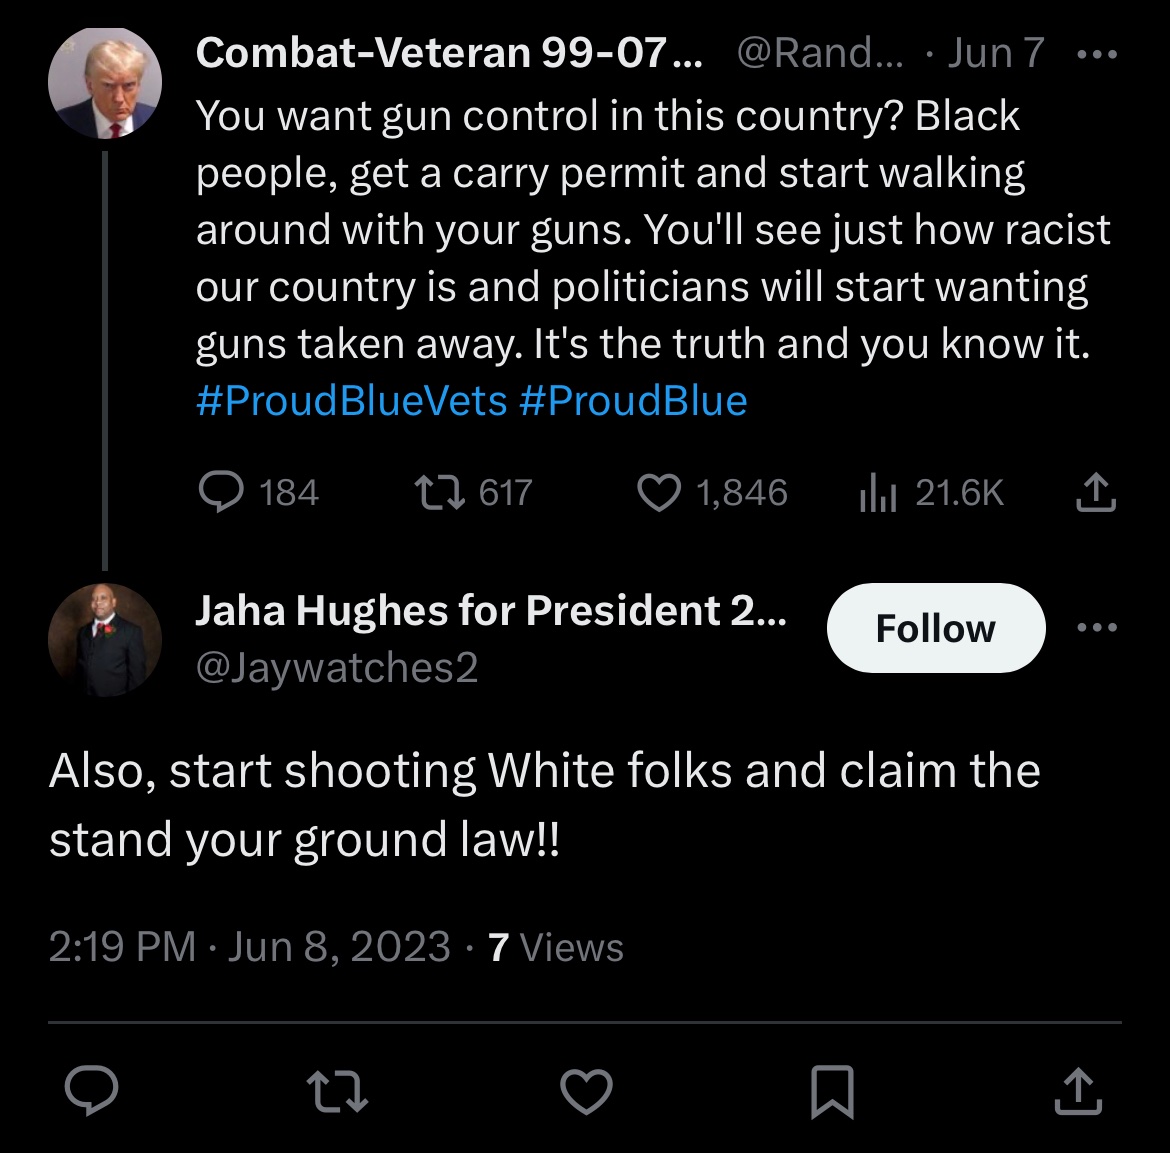 Combat-Veteran 99-07... @Rand... · Jun 7
You want gun control in this country? Black
people, get a carry permit and start walking
around with your guns. You'll see just how racist
our country is and politicians will start wanting
guns taken away. It's the truth and you know it.
#ProudBlueVets #ProudBlue
184 617 1,846 21.6K
Jaha Hughes for President 2...
Follow
@Jaywatches2
Also, start shooting White folks and claim the
stand your ground law!!
2:19 PM · Jun 8, 2023 · 7 Views